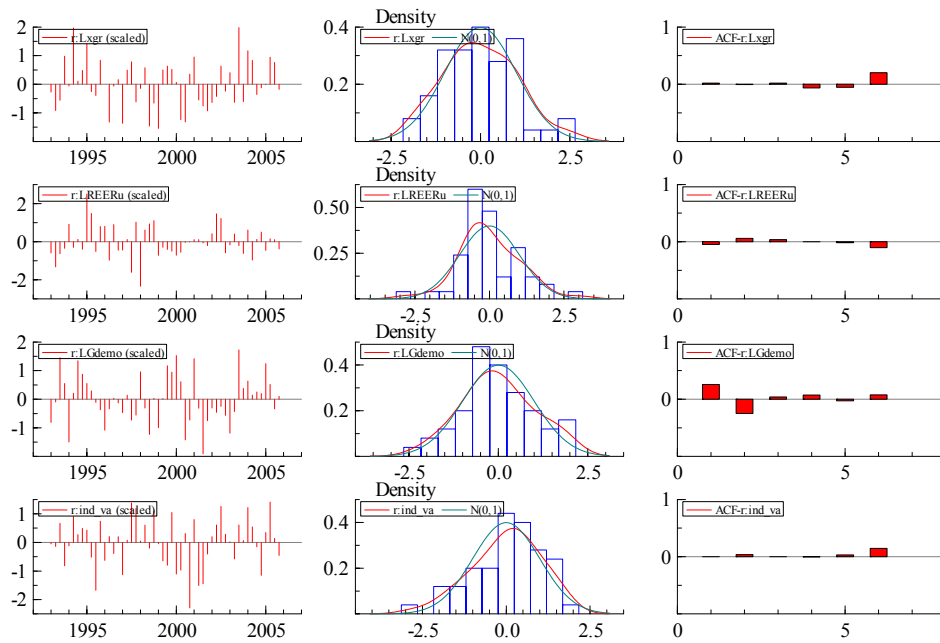 Density
2
r:Lxgr (scaled)
0.4
r:Lxgr N(0,1)
1
ACF-r:Lxgr
1
0.2
0
0
-1
1995 2000 2005
-2.5 0.0 2.5
0 5
Density
r:LREERu (scaled)
r:LREERu N(0,1)
1
ACF-r:LREERu
2
0.50
0
0.25
0
-2
1995 2000 2005
-2.5 0.0 2.5
0 5
Density
2
r:LGdemo (scaled)
0.4
r:LGdemo N(0,1)
1
ACF-r:LGdemo
1
0
0.2
0
-1
1995 2000 2005
-2.5 0.0 2.5
0 5
Density
r:ind_va (scaled)
r:ind_va N(0,1)
1
ACF-r:ind_va
1
0.4
0
0
-1
0.2
-2
1995 2000 2005
-2.5 0.0 2.5
0 5